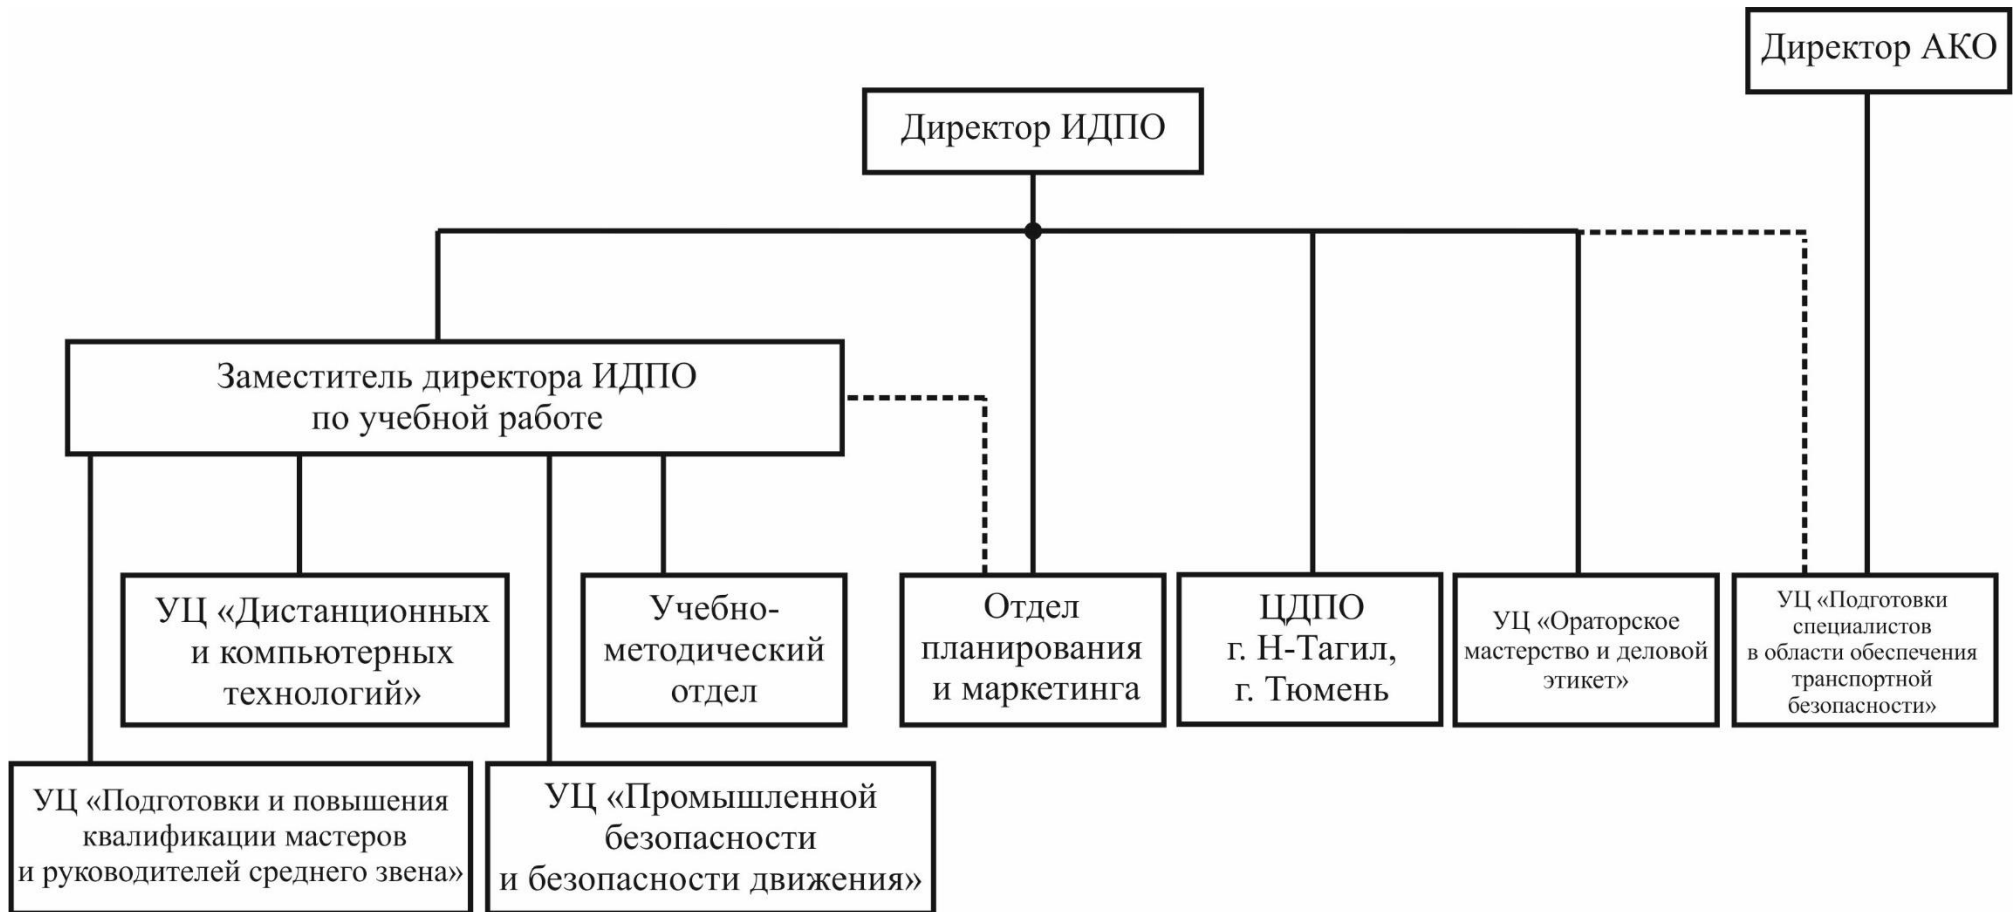 Директор АКО
Директор ИДПО
Заместитель директора ИДПО
по учебной работе
УЦ «Дистанционных
и компьютерных
технологий»
Учебно-
методический
отдел
Отдел
планирования
и маркетинга
ЦДПО
г. Н-Тагил,
г. Тюмень
УЦ «Ораторское
мастерство и деловой
этикет»
УЦ «Подготовки
специалистов
в области обеспечения
транспортной
безопасности»
УЦ «Подготовки и повышения
квалификации мастеров
и руководителей среднего звена»
УЦ «Промышленной
безопасности
и безопасности движения»